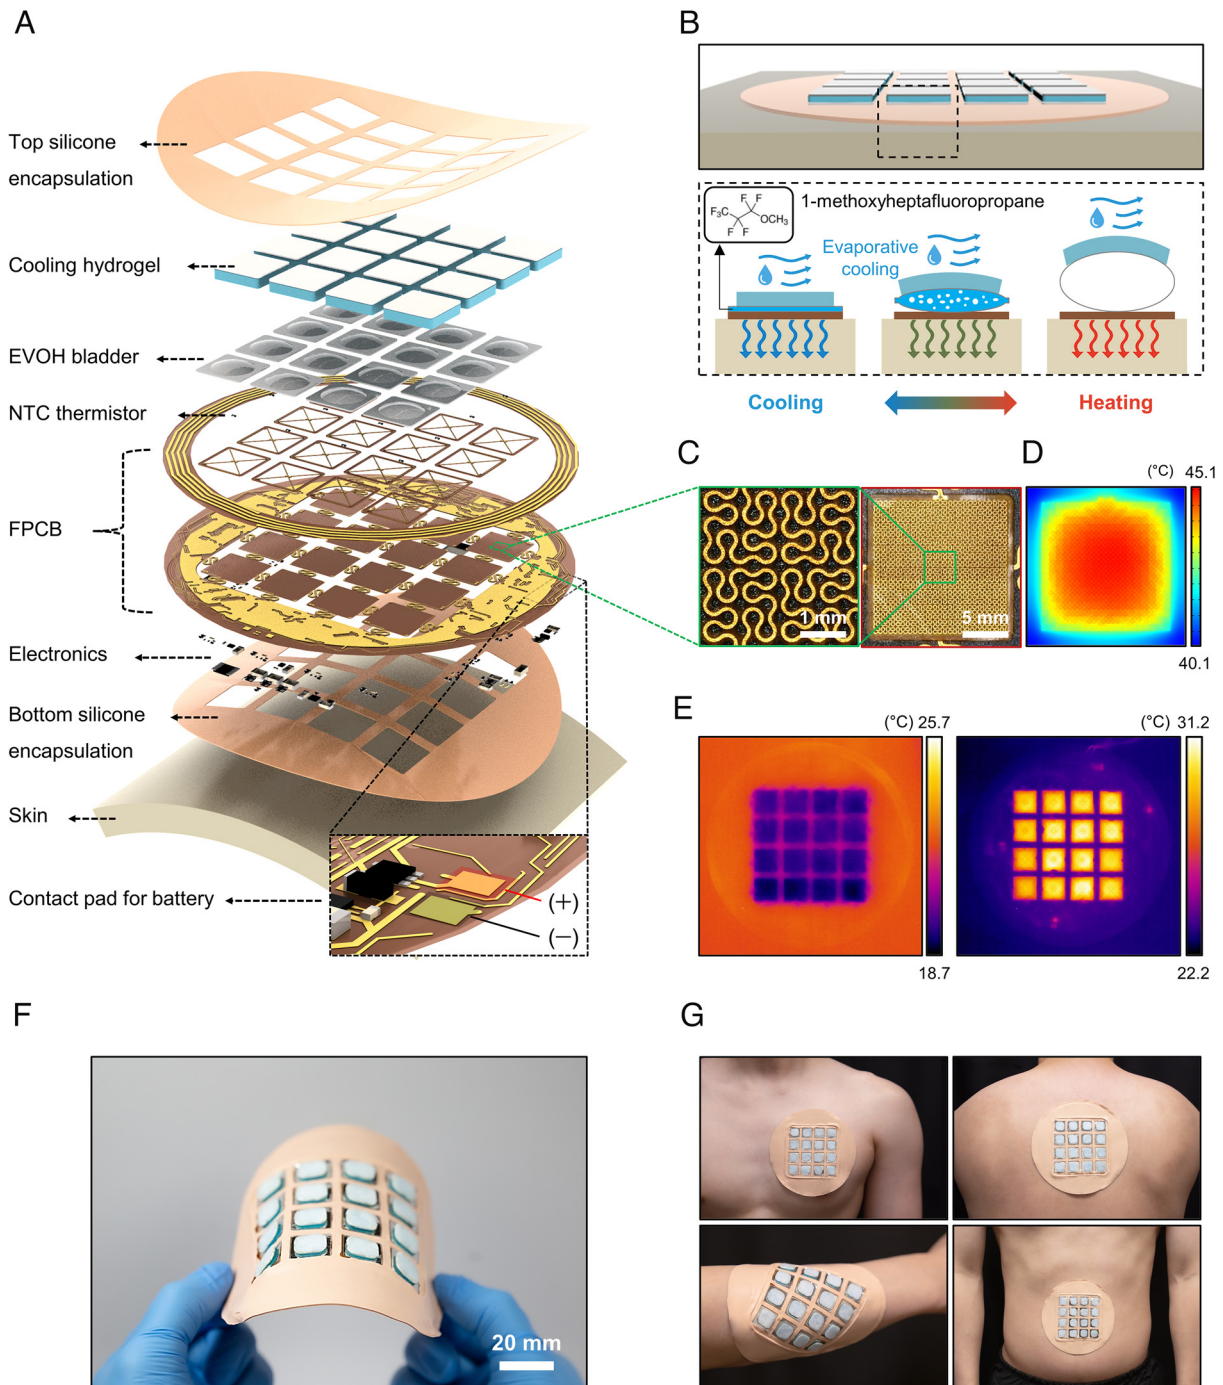 A
Top silicone
encapsulation
Cooling hydrogel
EVOH bladder
NTC thermistor
FPCB
Electronics
Bottom silicone
encapsulation
Skin
Contact pad for battery
(+)
(−)
B
F₃C
F
F
F
F
OCH₃
1-methoxyheptafluoropropane
Evaporative
cooling
Cooling
Heating
C
1 mm
5 mm
D
(°C) 45.1
40.1
E
(°C) 25.7
18.7
(°C) 31.2
22.2
F
20 mm
G